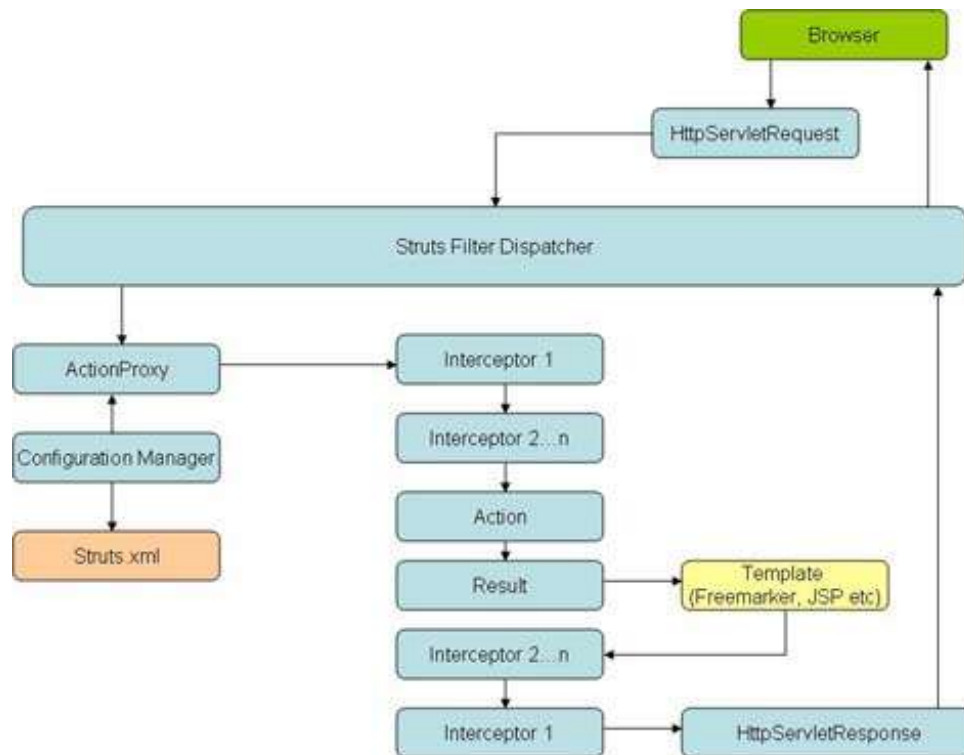 Browser
HttpServletRequest
Struts Filter Dispatcher
ActionProxy
Configuration Manager
Struts.xml
Interceptor 1
Interceptor 2...n
Action
Result
Template
(Freemarker, JSP etc)
Interceptor 2...n
Interceptor 1
HttpServletResponse